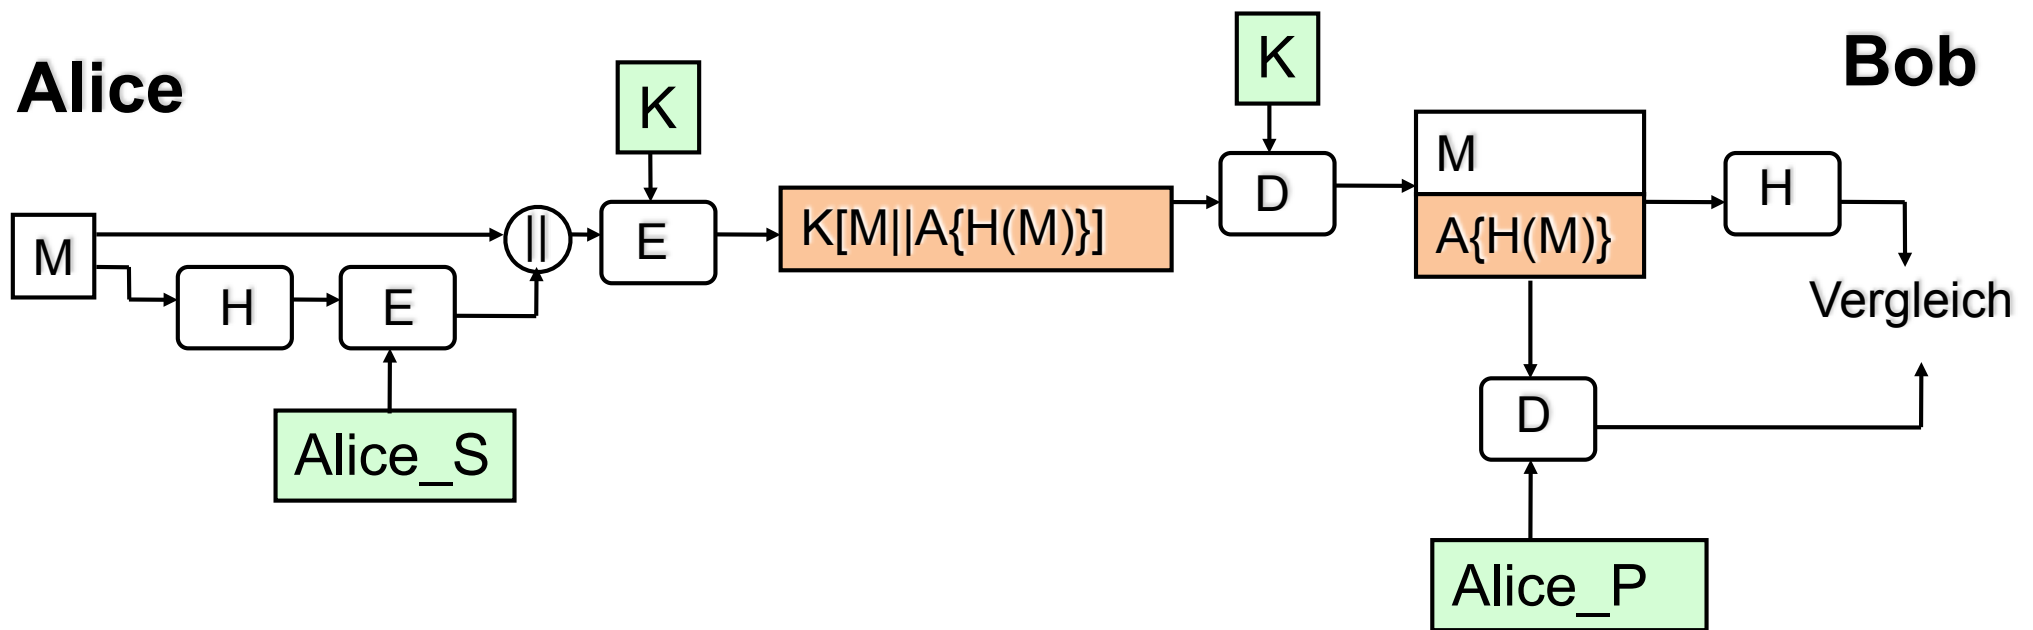 Alice
K
M
||
H
E
Alice_S
E
K[M||A{H(M)}]
K
D
Bob
M
A{H(M)}
H
Vergleich
D
Alice_P